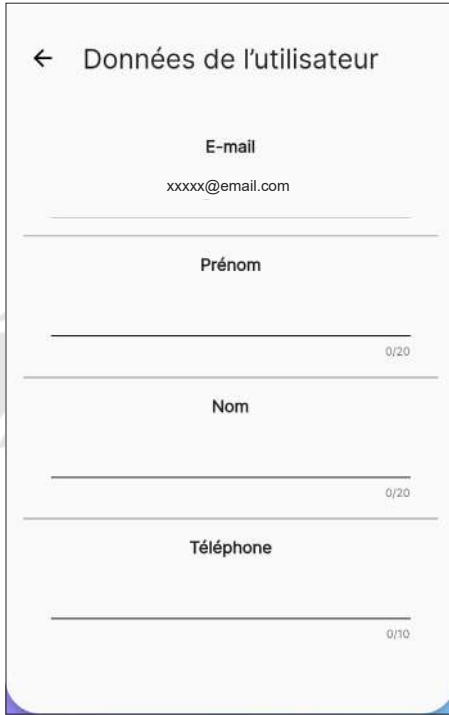 ← Données de l'utilisateur
E-mail
xxxxx@email.com
Prénom
0/20
Nom
0/20
Téléphone
0/10